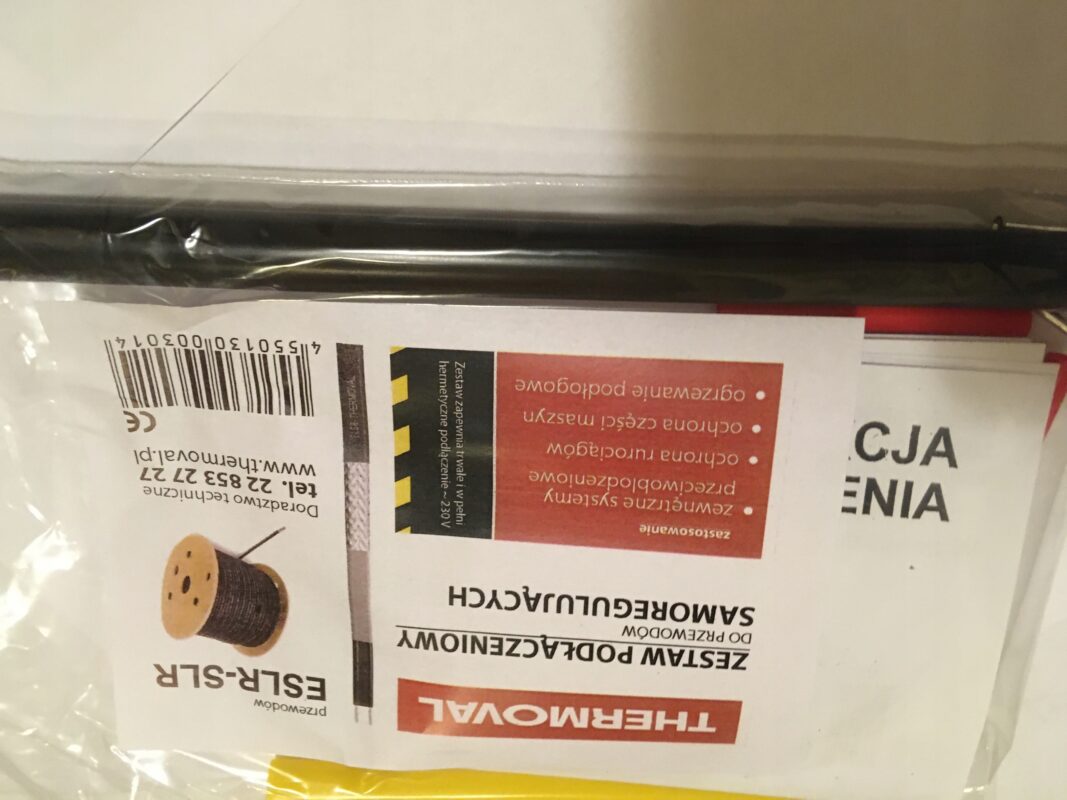 THERMOVAL
ZESTAW PODŁĄCZENIOWY
DO PRZEWODÓW
SAMOREGULUJĄCYCH
zastosowanie
• zewnętrzne systemy
przeciwoblodzeniowe
• ochrona rurociągów
• ochrona części maszyn
• ogrzewanie podłogowe
Zestaw zapewnia trwałe i w pełni
hermetyczne podłączenie ~ 230 V
przewodów
ESLR-SLR
Doradztwo techniczne
tel. 22 853 27 27
www.thermoval.pl
CE
4 550130 003014
CJA
ENIA